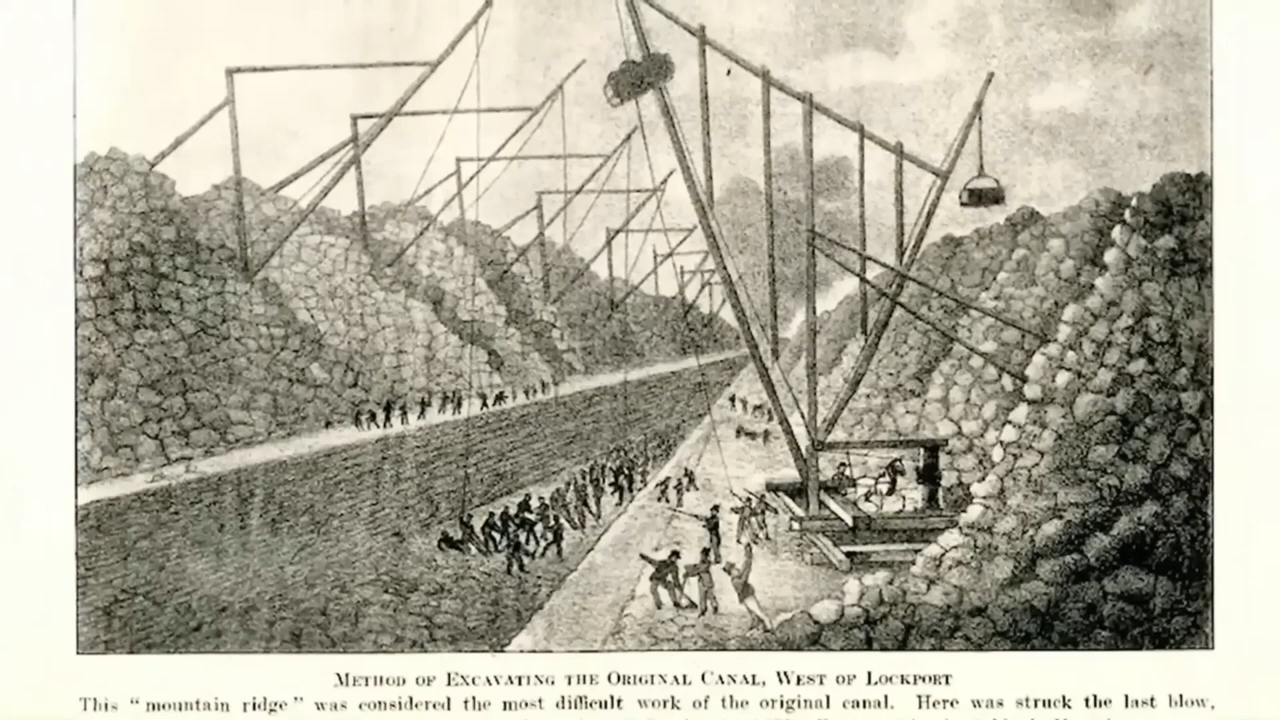 METHOD OF EXCAVATING THE ORIGINAL CANAL, WEST OF LOCKPORT
This "mountain ridge" was considered the most difficult work of the original canal. Here was struck the last blow,